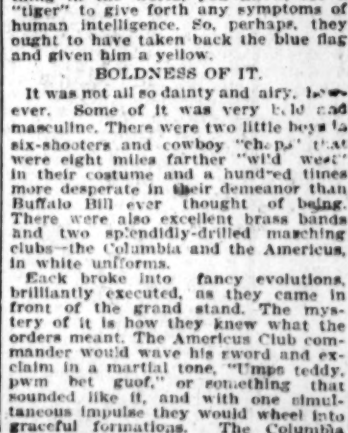 "tiger" to give forth any symptoms of
human intelligence. So, perhaps, they
ought to have taken back the blue flag
and given him a yellow.
BOLDNESS OF IT.
It was not all so dainty and airy, how-
ever. Some of it was very bold and
masculine. There were two little boys in
six-shooters and cowboy "chaps" that
were eight miles farther "wi'd west"
in their costume and a hundred times
more desperate in their demeanor than
Buffalo Bill ever thought of being.
There were also excellent brass bands
and two splendidly-drilled marching
clubs—the Columbia and the Americus,
in white uniforms.
Eack broke into fancy evolutions,
brilliantly executed, as they came in
front of the grand stand. The mys-
tery of it is how they knew what the
orders meant. The Americus Club com-
mander would wave his sword and ex-
claim in a martial tone, "Umps teddy,
pwm bet guof," or something that
sounded like it, and with one simul-
taneous impulse they would wheel into
graceful formations. The Columbia